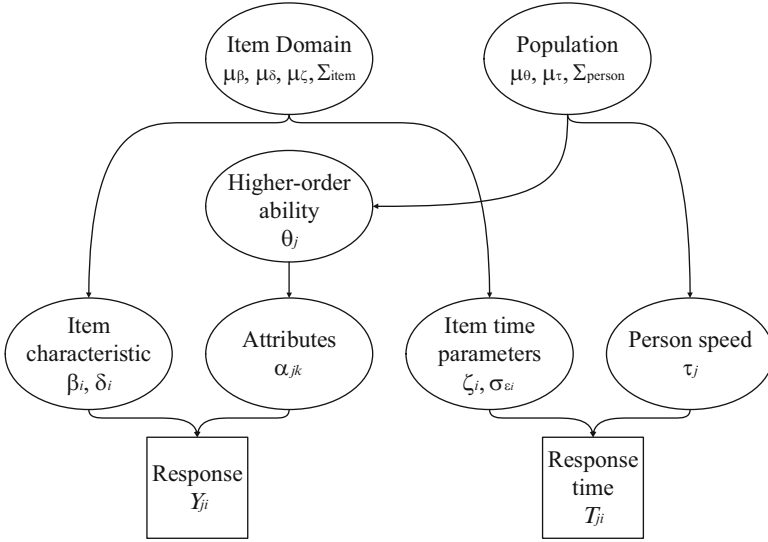 Item Domain
μβ, μδ, μζ, Σitem
Population
μθ, μτ, Σperson
Higher-order
ability
θj
Item
characteristic
βi, δi
Attributes
αjk
Item time
parameters
ζi, σεi
Person speed
τj
Response
Yji
Response
time
Tji